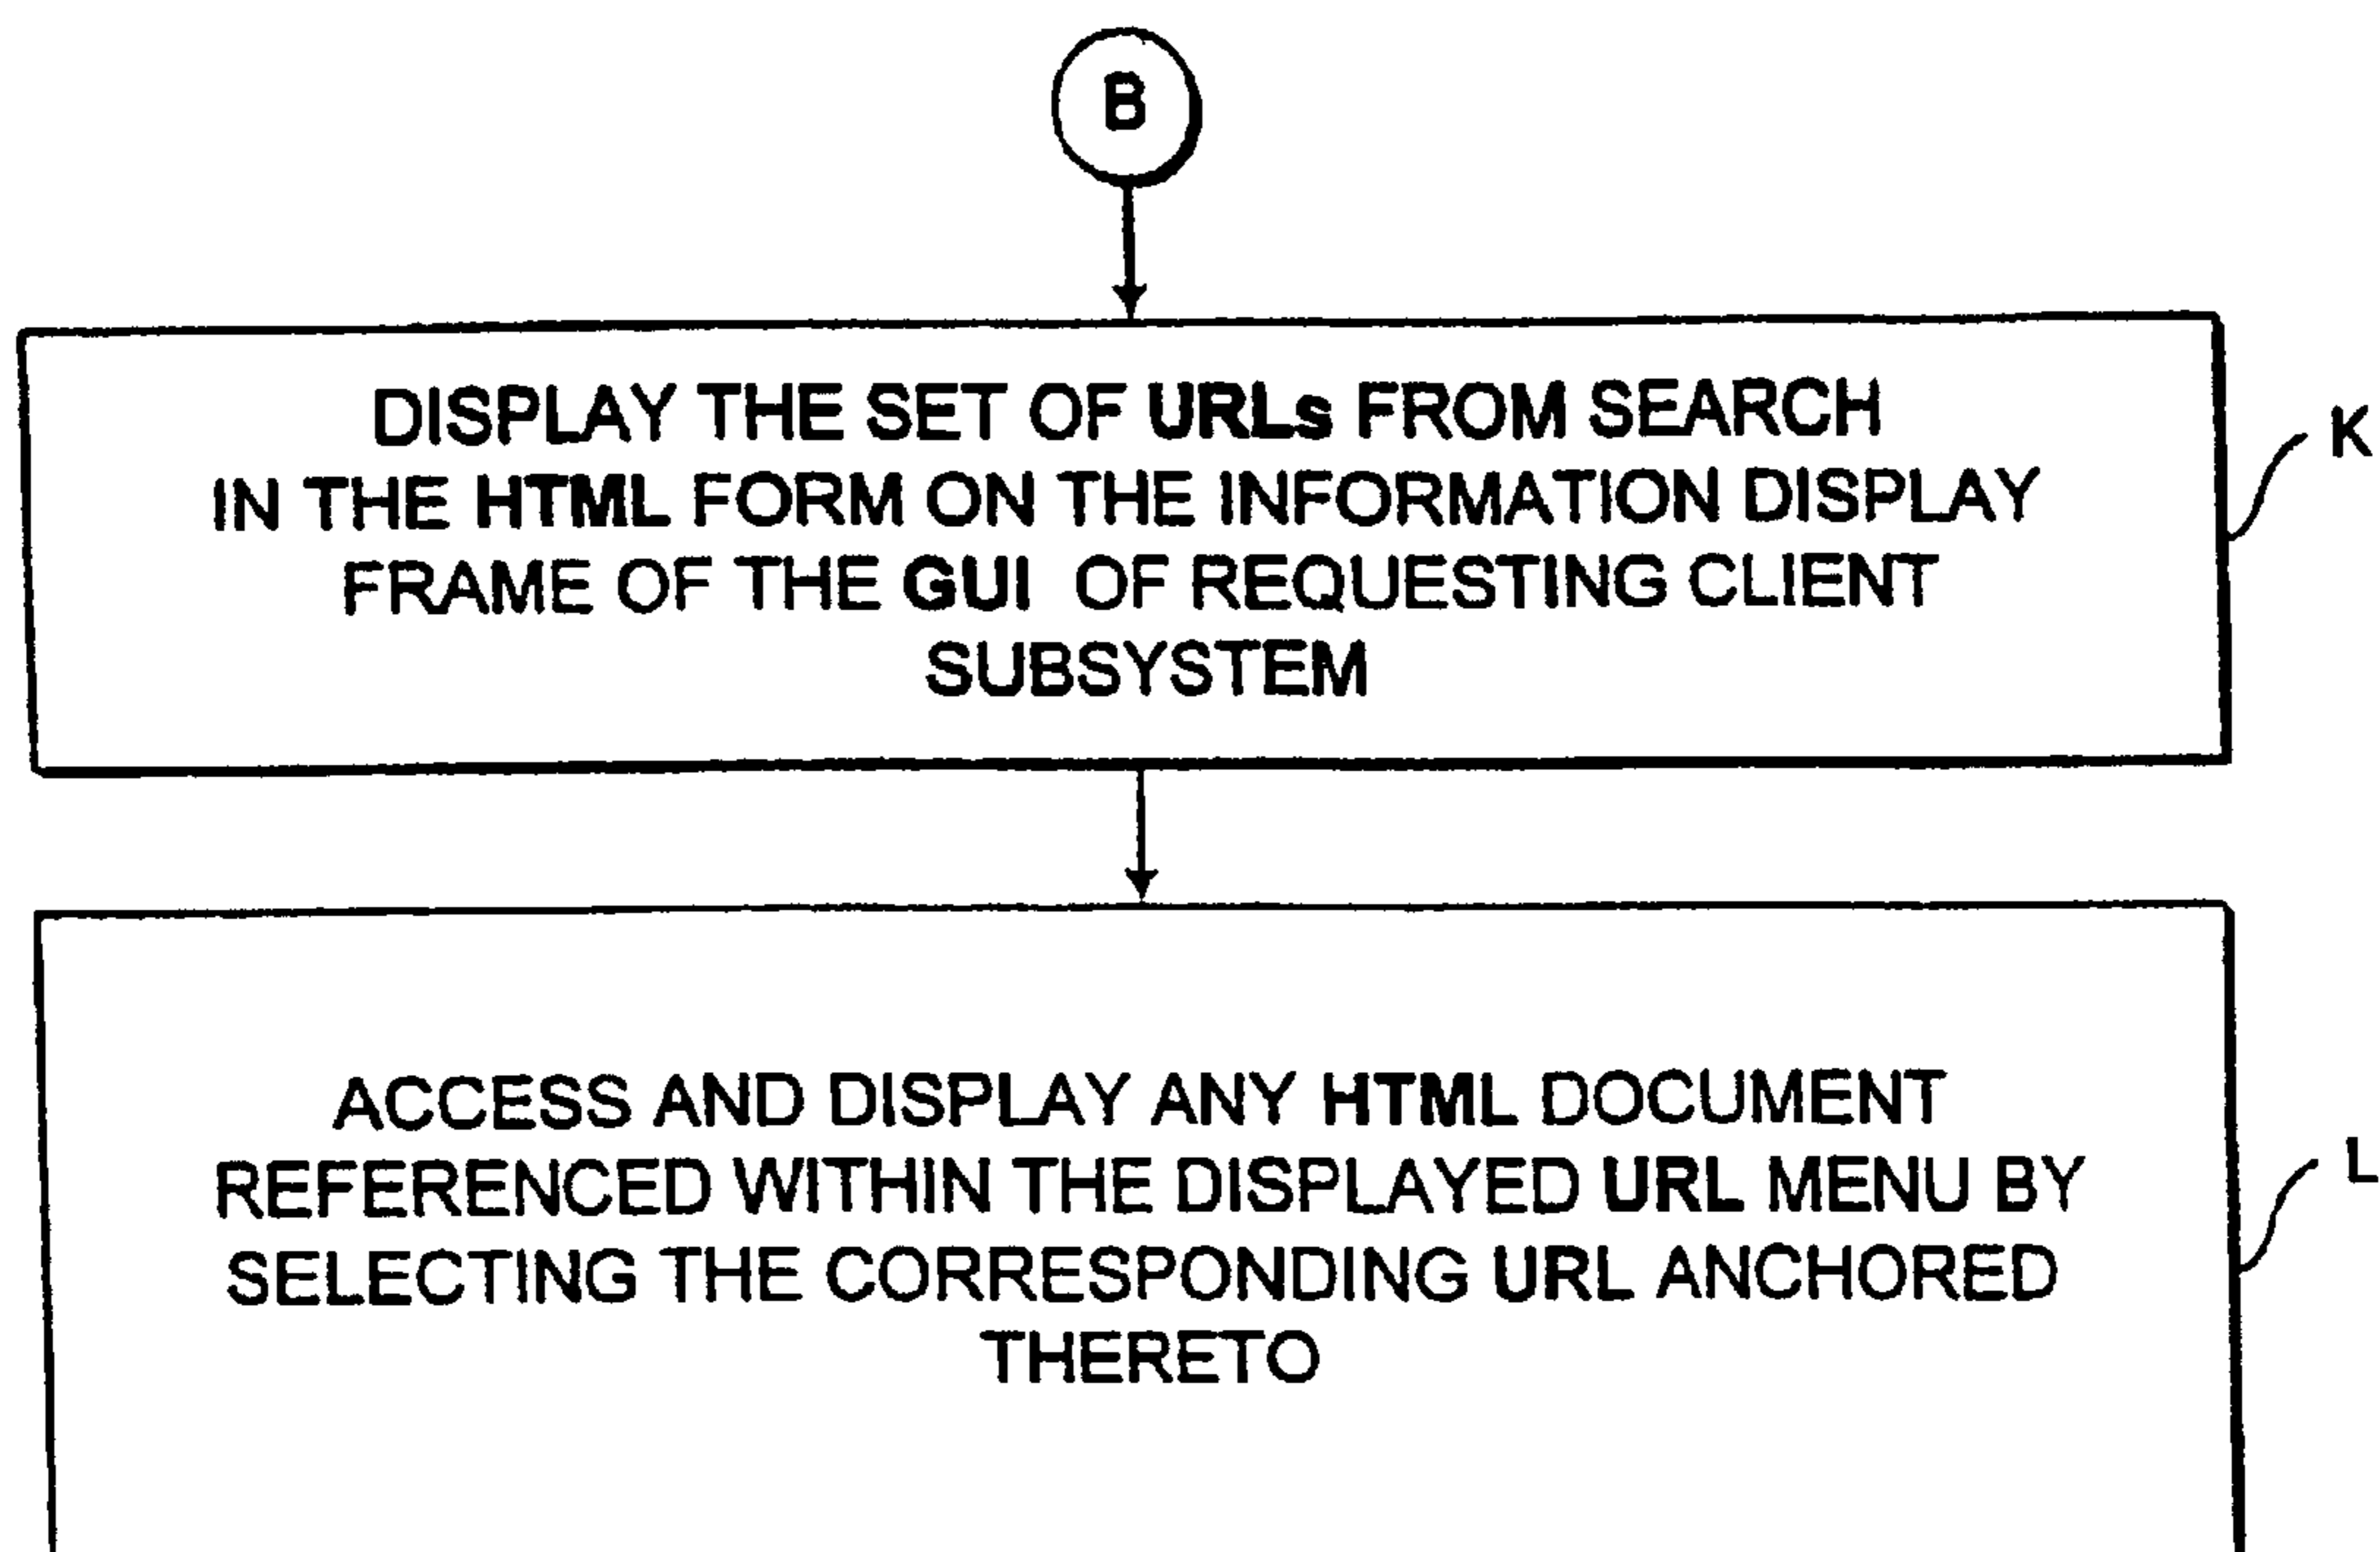 B
DISPLAY THE SET OF URLs FROM SEARCH
IN THE HTML FORM ON THE INFORMATION DISPLAY
FRAME OF THE GUI OF REQUESTING CLIENT
SUBSYSTEM
K
ACCESS AND DISPLAY ANY HTML DOCUMENT
REFERENCED WITHIN THE DISPLAYED URL MENU BY
SELECTING THE CORRESPONDING URL ANCHORED
THERETO
L